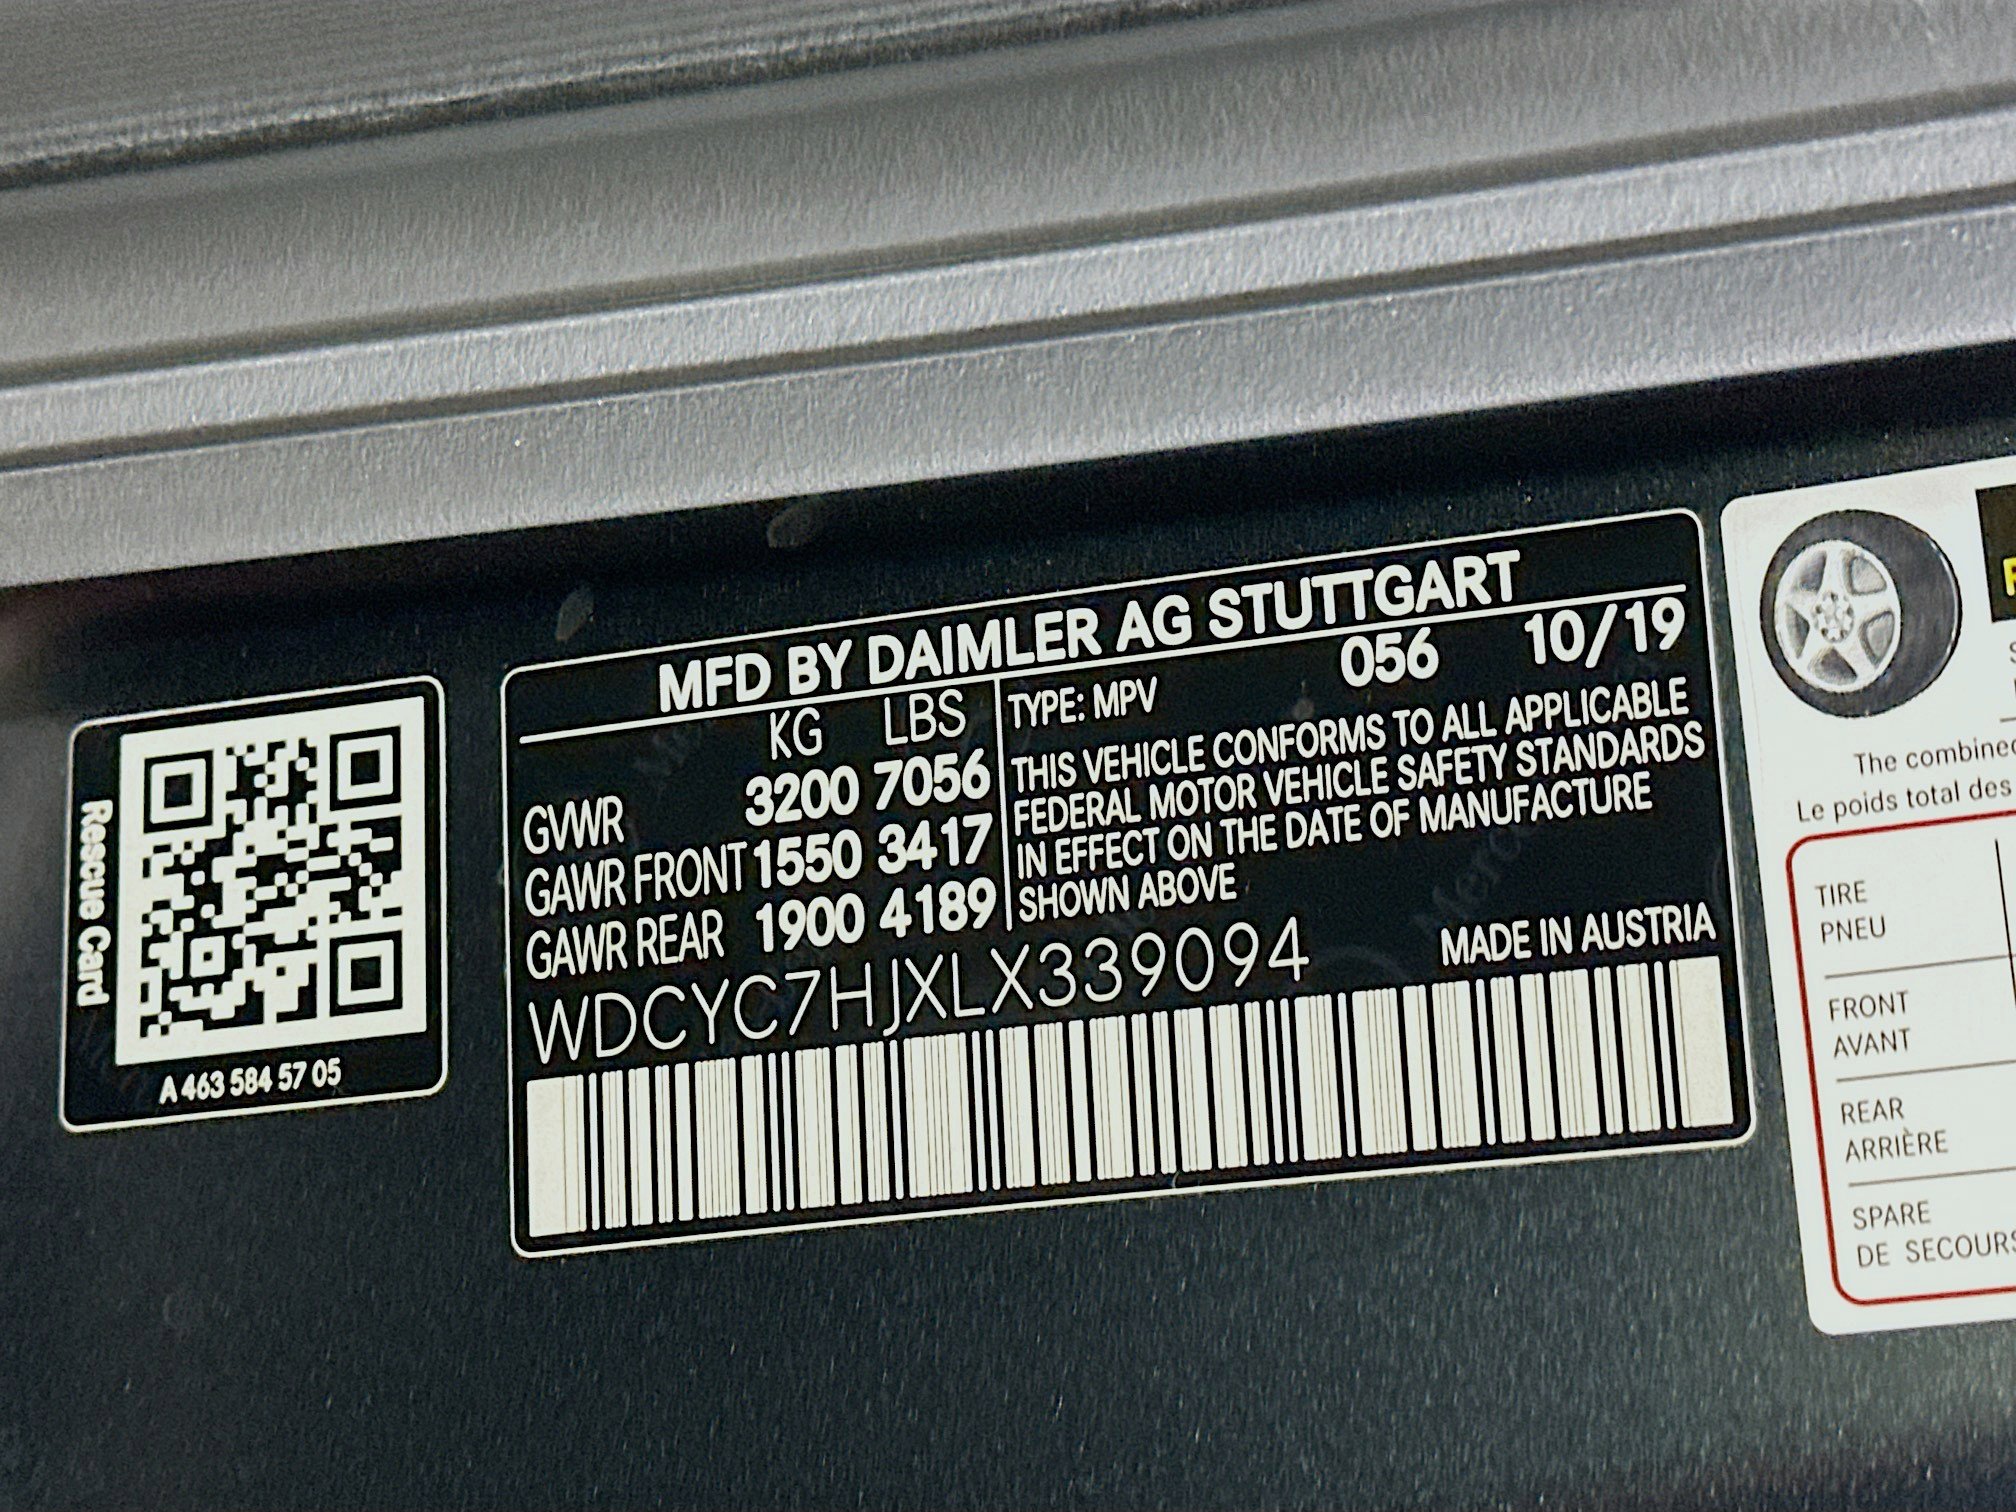 Rescue Card
A 463 584 57 05
MFD BY DAIMLER AG STUTTGART
KG LBS
GVWR 3200 7056
GAWR FRONT 1550 3417
GAWR REAR 1900 4189
TYPE: MPV 056 10/19
THIS VEHICLE CONFORMS TO ALL APPLICABLE
FEDERAL MOTOR VEHICLE SAFETY STANDARDS
IN EFFECT ON THE DATE OF MANUFACTURE
SHOWN ABOVE
WDCYC7HJXLX339094
MADE IN AUSTRIA
The combine
Le poids total des
TIRE
PNEU
FRONT
AVANT
REAR
ARRIÈRE
SPARE
DE SECOURS